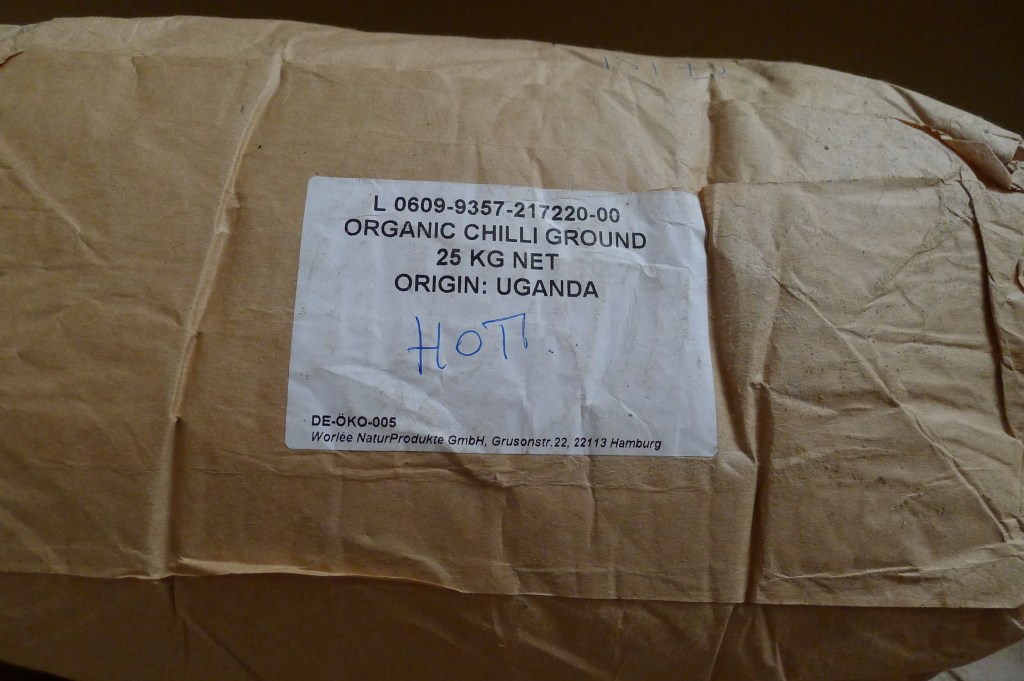 L 0609-9357-217220-00
ORGANIC CHILLI GROUND
25 KG NET
ORIGIN: UGANDA
HOT!.
DE-ÖKO-005
Worlée NaturProdukte GmbH, Grusonstr.22, 22113 Hamburg